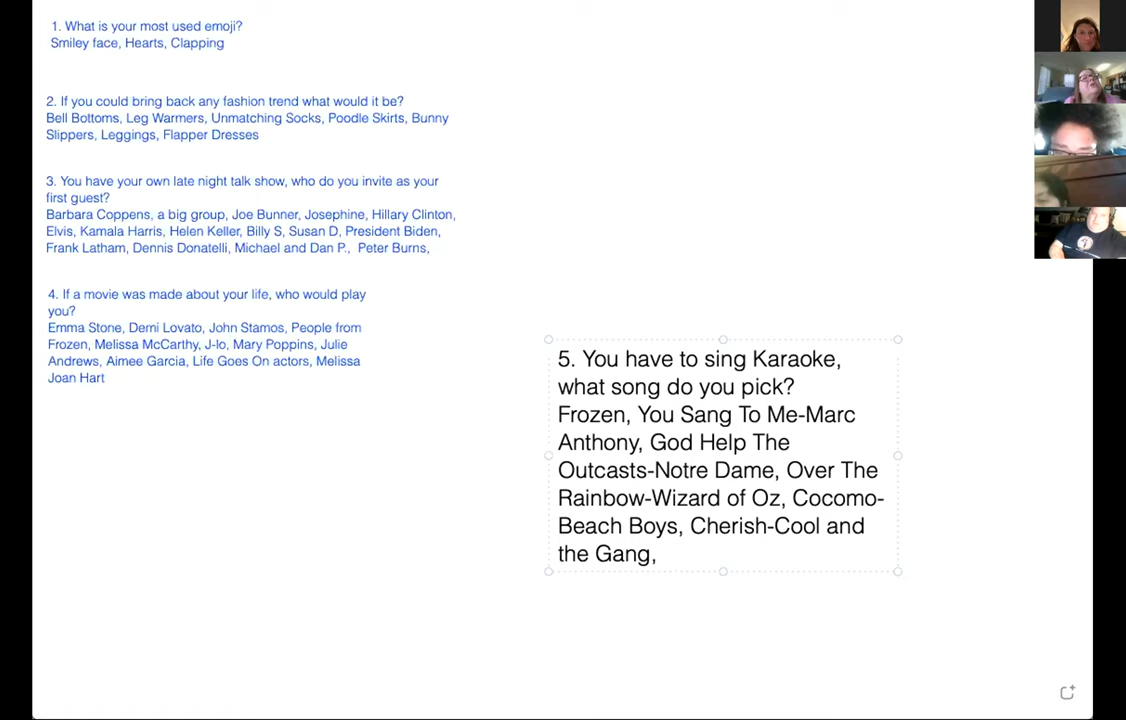 1. What is your most used emoji?
Smiley face, Hearts, Clapping
2. If you could bring back any fashion trend what would it be?
Bell Bottoms, Leg Warmers, Unmatching Socks, Poodle Skirts, Bunny
Slippers, Leggings, Flapper Dresses
3. You have your own late night talk show, who do you invite as your
first guest?
Barbara Coppens, a big group, Joe Bunner, Josephine, Hillary Clinton,
Elvis, Kamala Harris, Helen Keller, Billy S, Susan D, President Biden,
Frank Latham, Dennis Donatelli, Michael and Dan P., Peter Burns,
4. If a movie was made about your life, who would play
you?
Emma Stone, Demi Lovato, John Stamos, People from
Frozen, Melissa McCarthy, J-lo, Mary Poppins, Julie
Andrews, Aimee Garcia, Life Goes On actors, Melissa
Joan Hart
5. You have to sing Karaoke,
what song do you pick?
Frozen, You Sang To Me-Marc
Anthony, God Help The
Outcasts-Notre Dame, Over The
Rainbow-Wizard of Oz, Cocomo-
Beach Boys, Cherish-Cool and
the Gang,